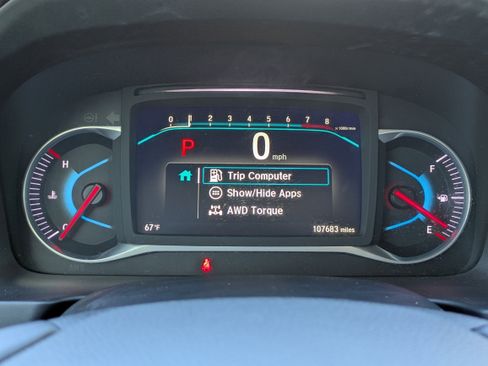 0 1 2 3 4 5 6 7 8
x1000r/min
H
P
0
mph
F
Trip Computer
Show/Hide Apps
AWD Torque
C
E
67°F
107683 miles